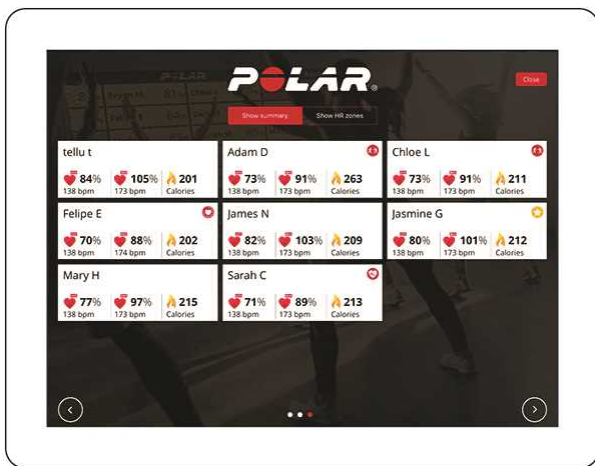 POLAR®
Close
Show summary
Show HR zones
tellu t
84% 105% 201
138 bpm 173 bpm Calories
Adam D
73% 91% 263
138 bpm 173 bpm Calories
Chloe L
73% 91% 211
138 bpm 173 bpm Calories
Felipe E
70% 88% 202
138 bpm 174 bpm Calories
James N
82% 103% 209
138 bpm 173 bpm Calories
Jasmine G
80% 101% 212
138 bpm 173 bpm Calories
Mary H
77% 97% 215
138 bpm 173 bpm Calories
Sarah C
71% 89% 213
138 bpm 173 bpm Calories